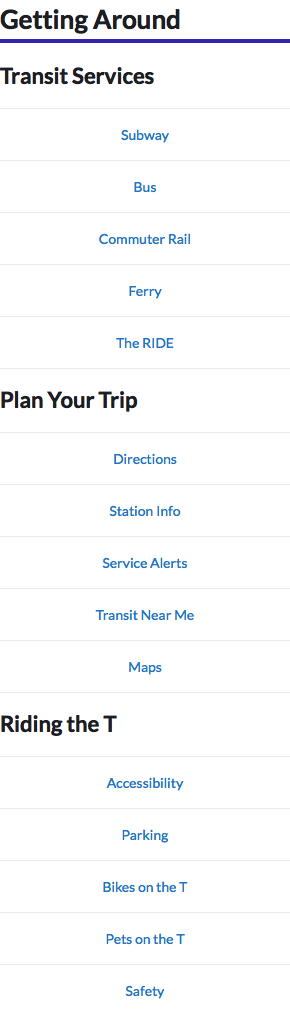 Getting Around
Transit Services
Subway
Bus
Commuter Rail
Ferry
The RIDE
Plan Your Trip
Directions
Station Info
Service Alerts
Transit Near Me
Maps
Riding the T
Accessibility
Parking
Bikes on the T
Pets on the T
Safety